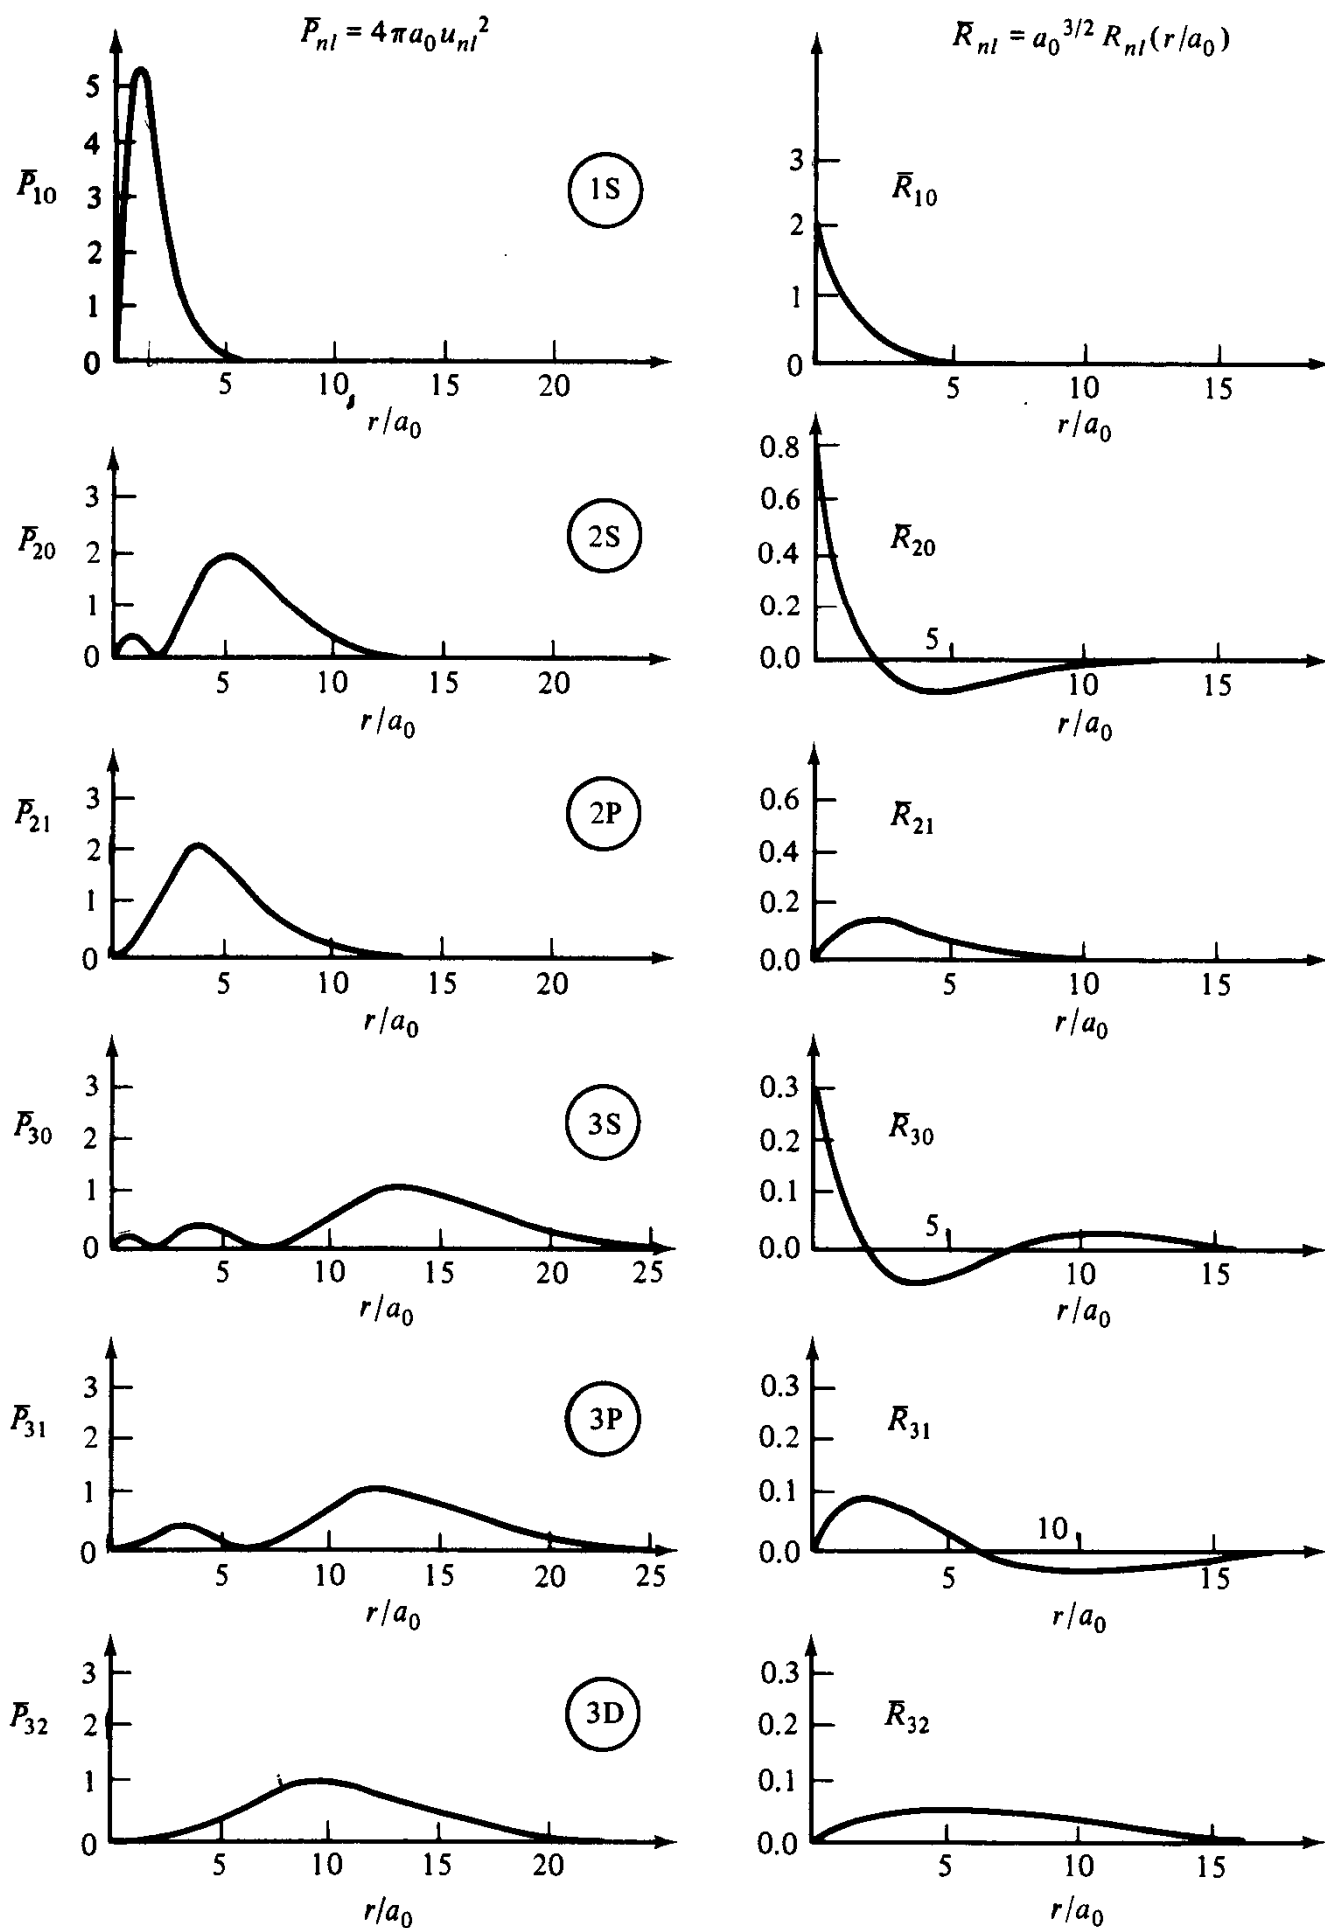 P̅ₙₗ = 4πa₀uₙₗ²
R̅ₙₗ = a₀³ᐟ² Rₙₗ(r/a₀)
5
4
P̅₁₀ 3
2
1
0
5 10 15 20
r/a₀
1S
3
R̅₁₀
2
1
0
5 10 15
r/a₀
3
P̅₂₀ 2
1
0
5 10 15 20
r/a₀
2S
0.8
0.6
R̅₂₀
0.4
0.2
0.0
5 10 15
r/a₀
3
P̅₂₁
2
1
0
5 10 15 20
r/a₀
2P
0.6
R̅₂₁
0.4
0.2
0.0
5 10 15
r/a₀
3
P̅₃₀ 2
1
0
5 10 15 20 25
r/a₀
3S
0.3
0.2 R̅₃₀
0.1
0.0
5 10 15
r/a₀
3
P̅₃₁ 2
1
0
5 10 15 20 25
r/a₀
3P
0.3
R̅₃₁
0.2
0.1
0.0
5 10 15
r/a₀
3
P̅₃₂ 2
1
0
5 10 15 20
r/a₀
3D
0.3
0.2 R̅₃₂
0.1
0.0
5 10 15
r/a₀